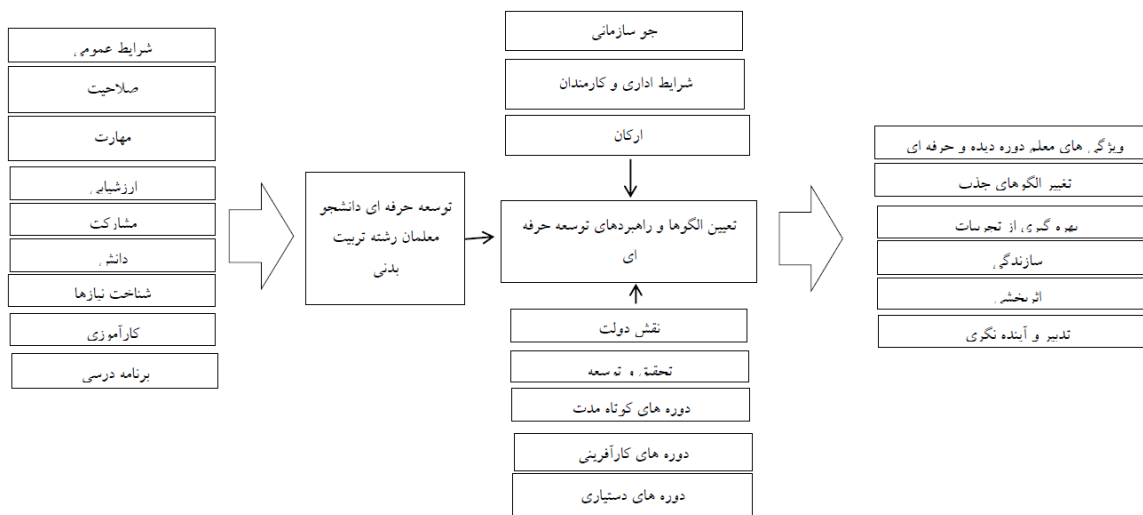 شرایط عمومی
صلاحیت
مهارت
ارزشیابی
مشارکت
دانش
شناخت نیازها
کارآموزی
برنامه درسی
توسعه حرفه ای دانشجو
معلمان رشته تربیت
بدنی
جو سازمانی
شرایط اداری و کارمندان
ارکان
تعیین الگوها و راهبردهای توسعه حرفه
ای
نقش دولت
تحقیق و توسعه
دوره های کوتاه مدت
دوره های کارآفرینی
دوره های دستیاری
ویژگی های معلم دوره دیده و حرفه ای
تغییر الگوهای جذب
بهره گیری از تجربیات
سازندگی
اثربخشی
تدبیر و آینده نگری